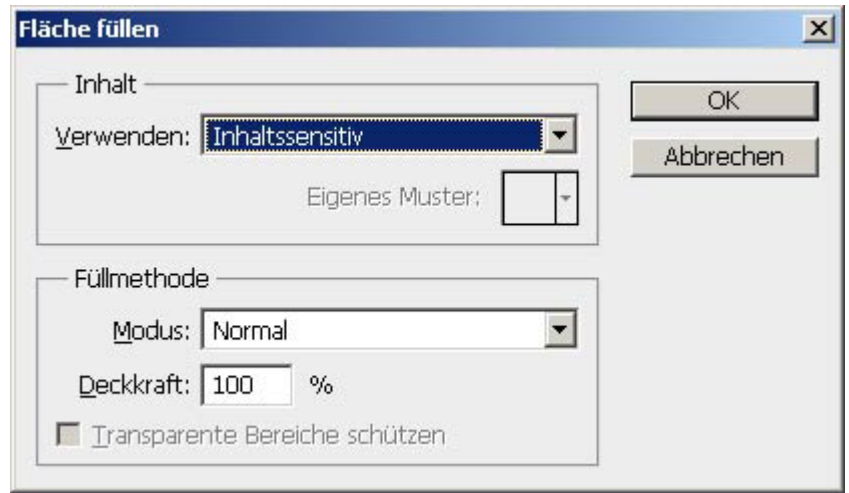 Fläche füllen
Inhalt
Verwenden: Inhaltssensitiv
Eigenes Muster:
Füllmethode
Modus: Normal
Deckkraft: 100 %
Transparente Bereiche schützen
OK
Abbrechen